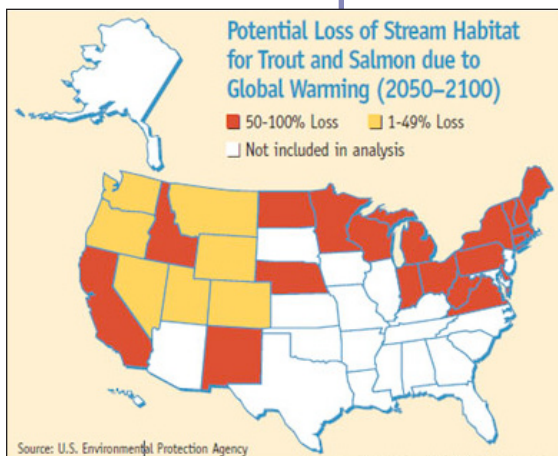 Potential Loss of Stream Habitat
for Trout and Salmon due to
Global Warming (2050–2100)
50-100% Loss
1-49% Loss
Not included in analysis
Source: U.S. Environmental Protection Agency